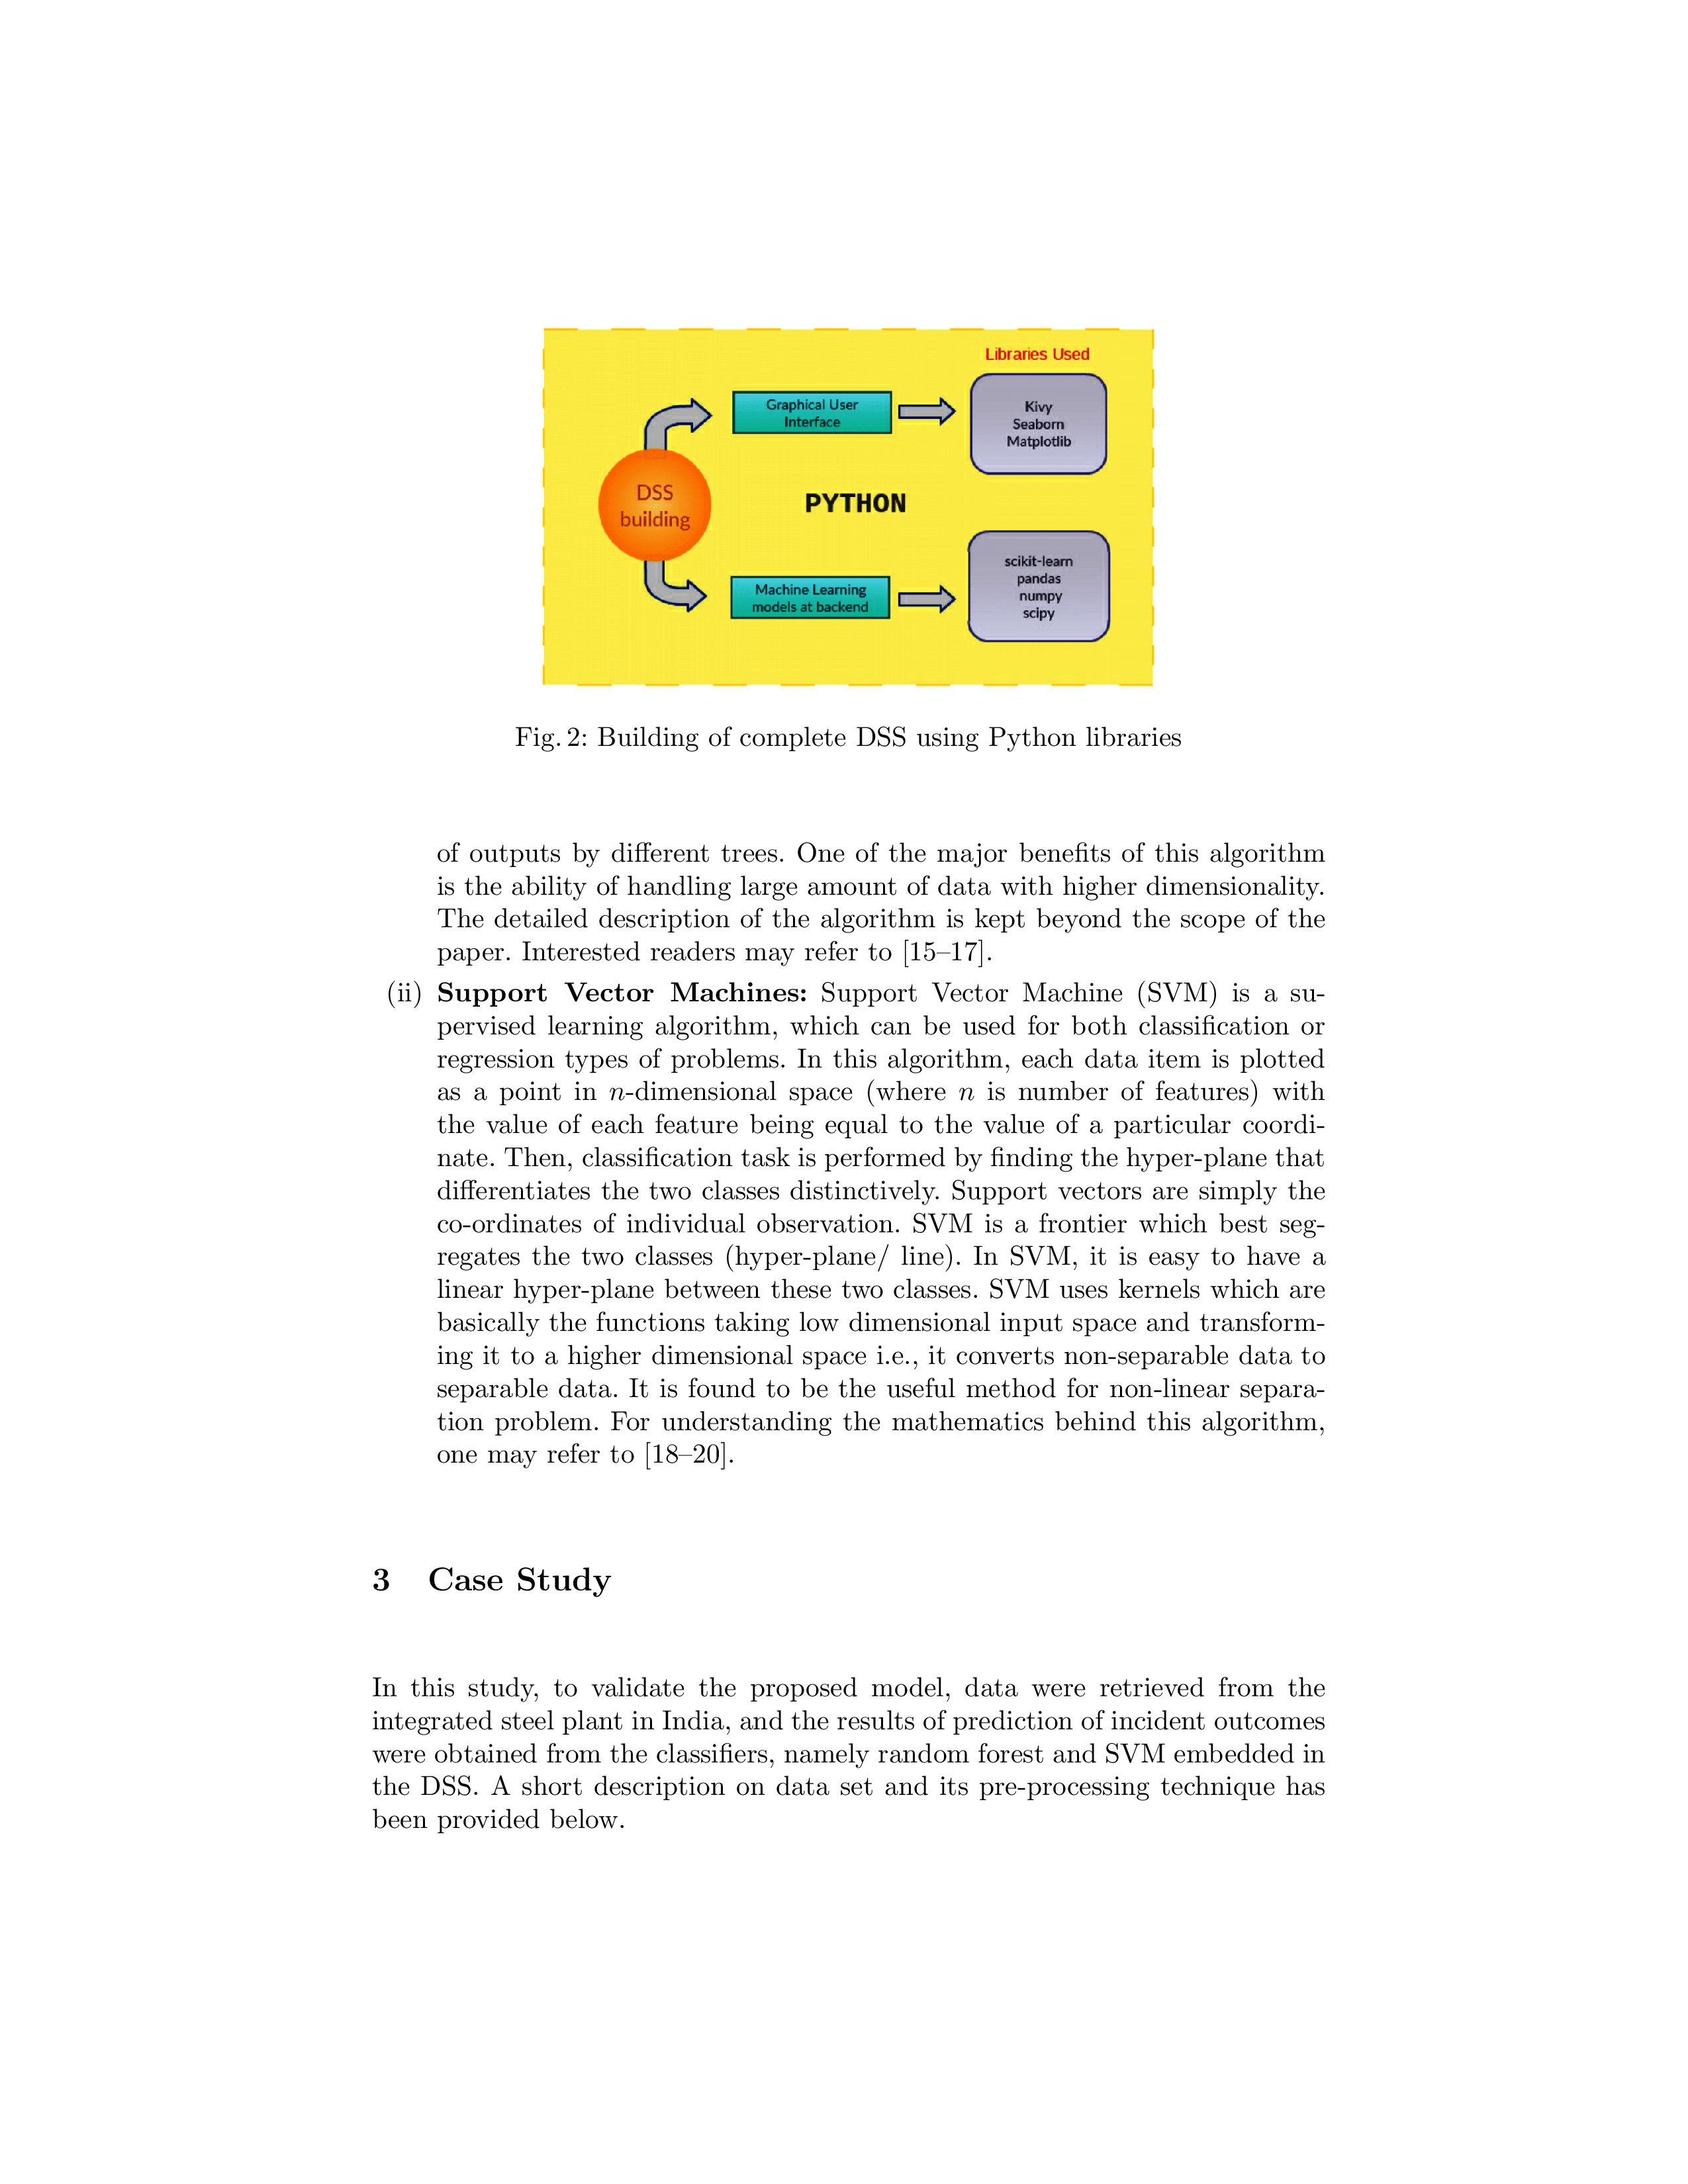 Libraries Used
Graphical User
Interface
Kivy
Seaborn
Matplotlib
DSS
building
PYTHON
Machine Learning
models at backend
scikit-learn
pandas
numpy
scipy
Fig. 2: Building of complete DSS using Python libraries
of outputs by different trees. One of the major benefits of this algorithm
is the ability of handling large amount of data with higher dimensionality.
The detailed description of the algorithm is kept beyond the scope of the
paper. Interested readers may refer to [15–17].
(ii) Support Vector Machines: Support Vector Machine (SVM) is a su-
pervised learning algorithm, which can be used for both classification or
regression types of problems. In this algorithm, each data item is plotted
as a point in n-dimensional space (where n is number of features) with
the value of each feature being equal to the value of a particular coordi-
nate. Then, classification task is performed by finding the hyper-plane that
differentiates the two classes distinctively. Support vectors are simply the
co-ordinates of individual observation. SVM is a frontier which best seg-
regates the two classes (hyper-plane/ line). In SVM, it is easy to have a
linear hyper-plane between these two classes. SVM uses kernels which are
basically the functions taking low dimensional input space and transform-
ing it to a higher dimensional space i.e., it converts non-separable data to
separable data. It is found to be the useful method for non-linear separa-
tion problem. For understanding the mathematics behind this algorithm,
one may refer to [18–20].
3 Case Study
In this study, to validate the proposed model, data were retrieved from the
integrated steel plant in India, and the results of prediction of incident outcomes
were obtained from the classifiers, namely random forest and SVM embedded in
the DSS. A short description on data set and its pre-processing technique has
been provided below.